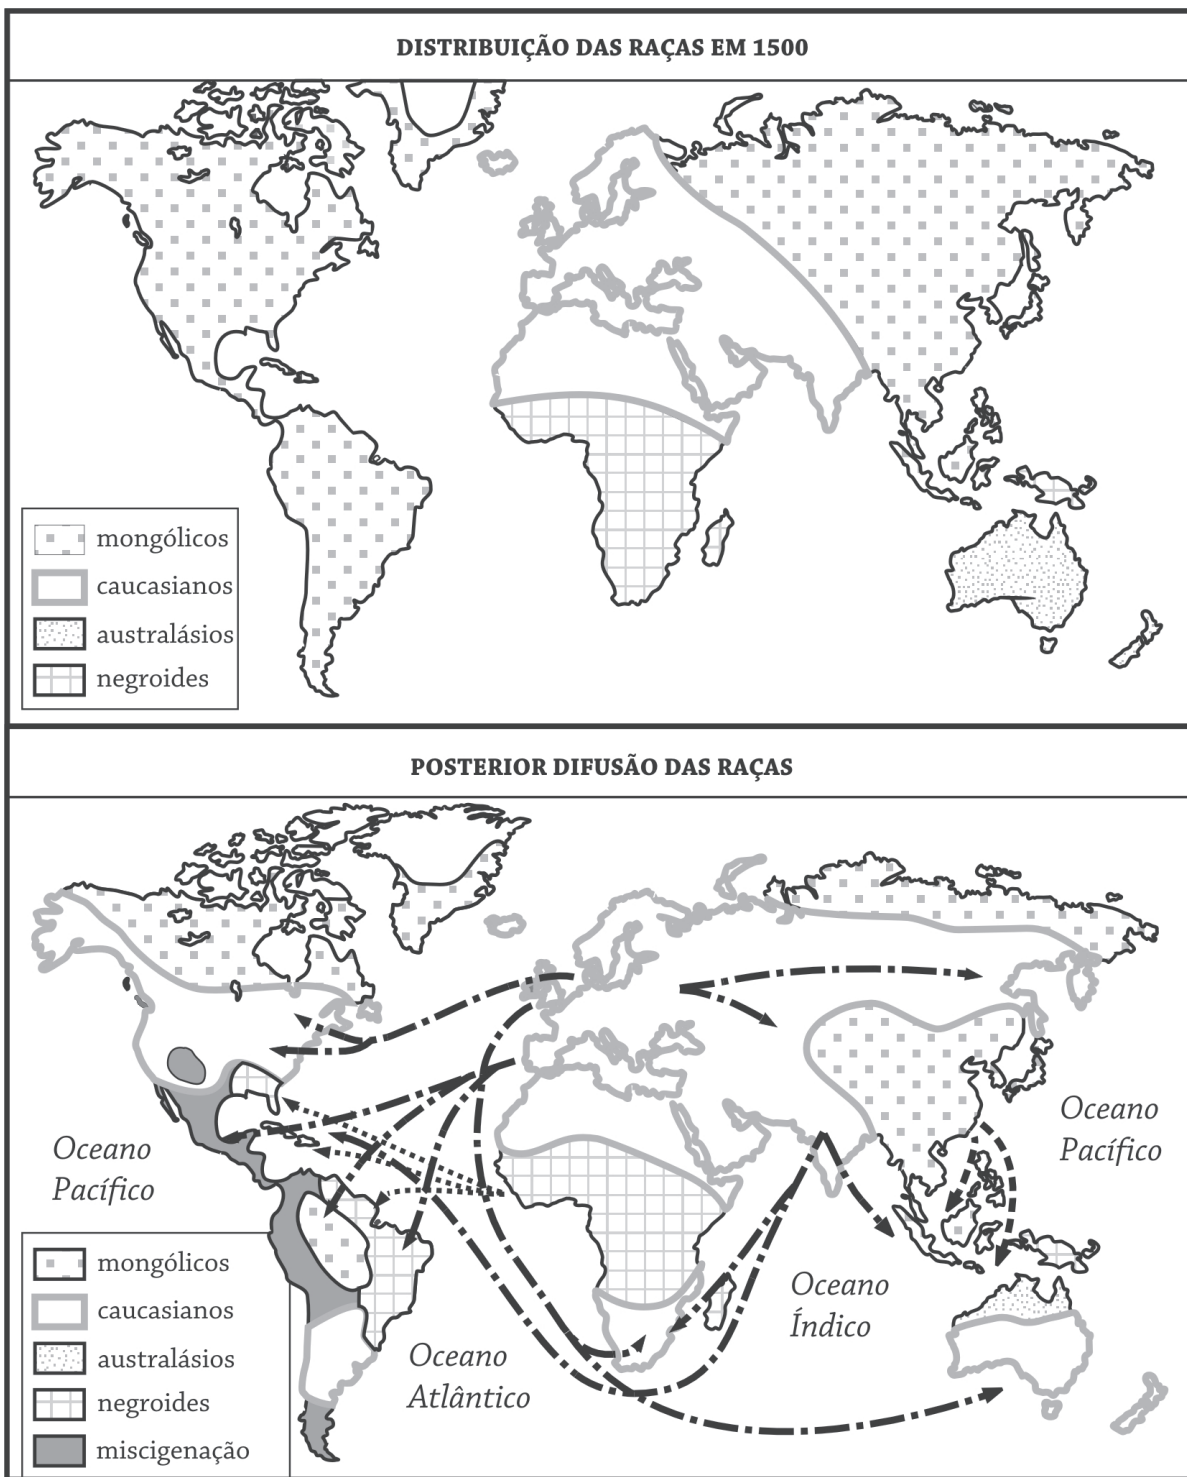 DISTRIBUIÇÃO DAS RAÇAS EM 1500
mongólicos
caucasianos
australásios
negroides
POSTERIOR DIFUSÃO DAS RAÇAS
Oceano
Pacífico
Oceano
Pacífico
Oceano
Índico
Oceano
Atlântico
mongólicos
caucasianos
australásios
negroides
miscigenação